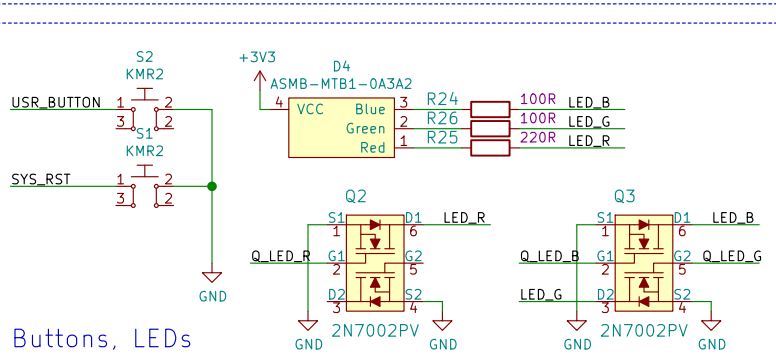 S2
KMR2
USR_BUTTON 1 2
3 2
S1
KMR2
SYS_RST 1 2
3 2
GND
+3V3
D4
ASMB-MTB1-0A3A2
4 VCC Blue 3 R24 100R LED_B
Green 2 R26 100R LED_G
Red 1 R25 220R LED_R
Q2
S1 D1 LED_R
1 6
Q_LED_R G1 G2
2 5
D2 S2
3 4
GND 2N7002PV GND
Q3
S1 D1 LED_B
1 6
Q_LED_B G1 G2 Q_LED_G
2 5
LED_G D2 S2
3 4
GND 2N7002PV GND
Buttons, LEDs